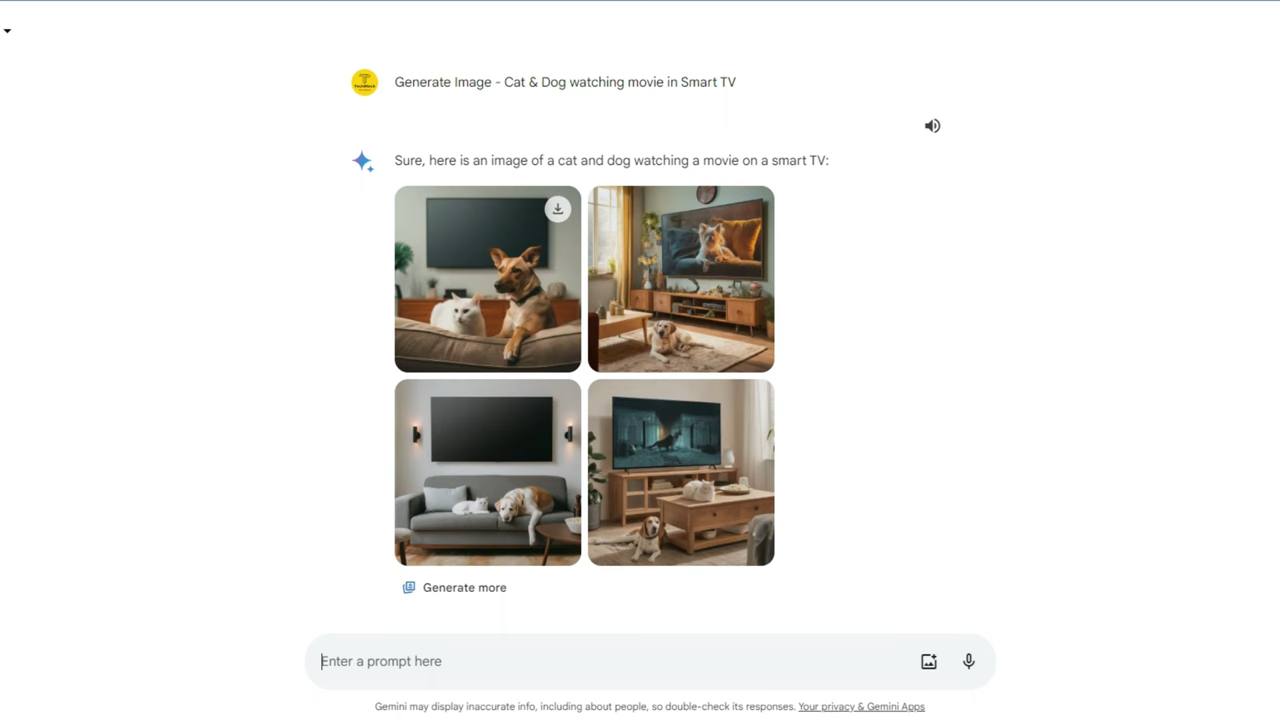 Generate Image - Cat & Dog watching movie in Smart TV
Sure, here is an image of a cat and dog watching a movie on a smart TV:
Generate more
Enter a prompt here
Gemini may display inaccurate info, including about people, so double-check its responses. Your privacy & Gemini Apps